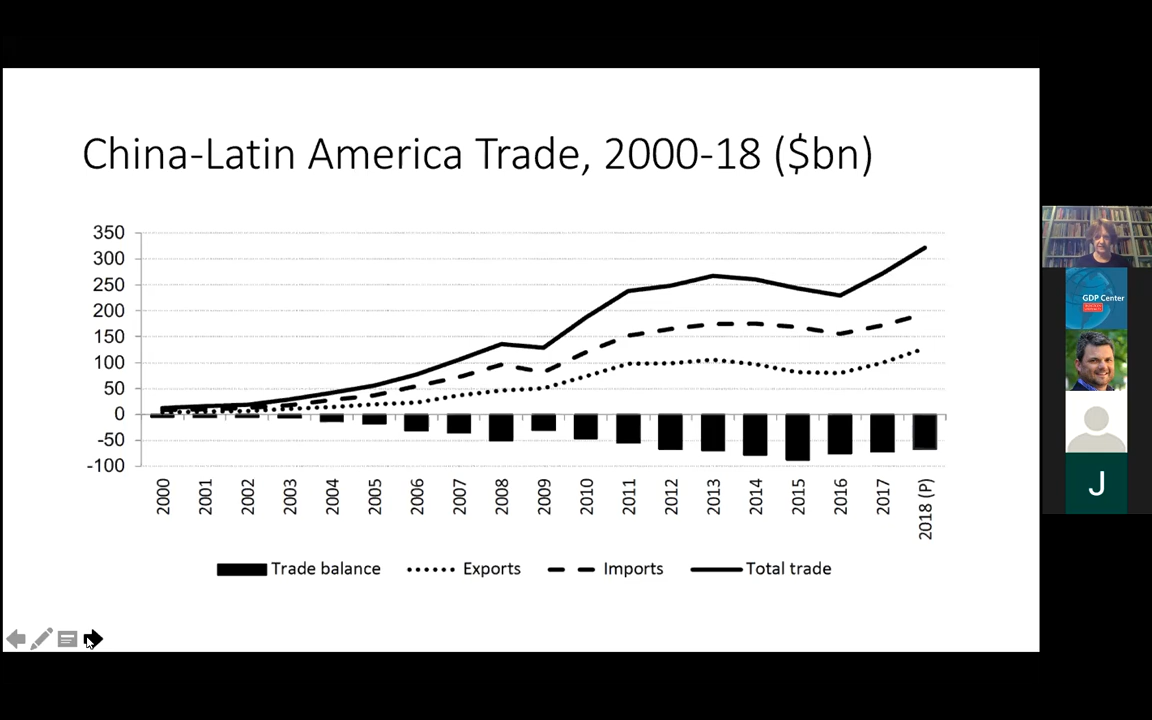 China-Latin America Trade, 2000-18 ($bn)
350
300
250
200
150
100
50
0
-50
-100
2000 2001 2002 2003 2004 2005 2006 2007 2008 2009 2010 2011 2012 2013 2014 2015 2016 2017 2018 (P)
Trade balance Exports Imports Total trade
GDP Center
J